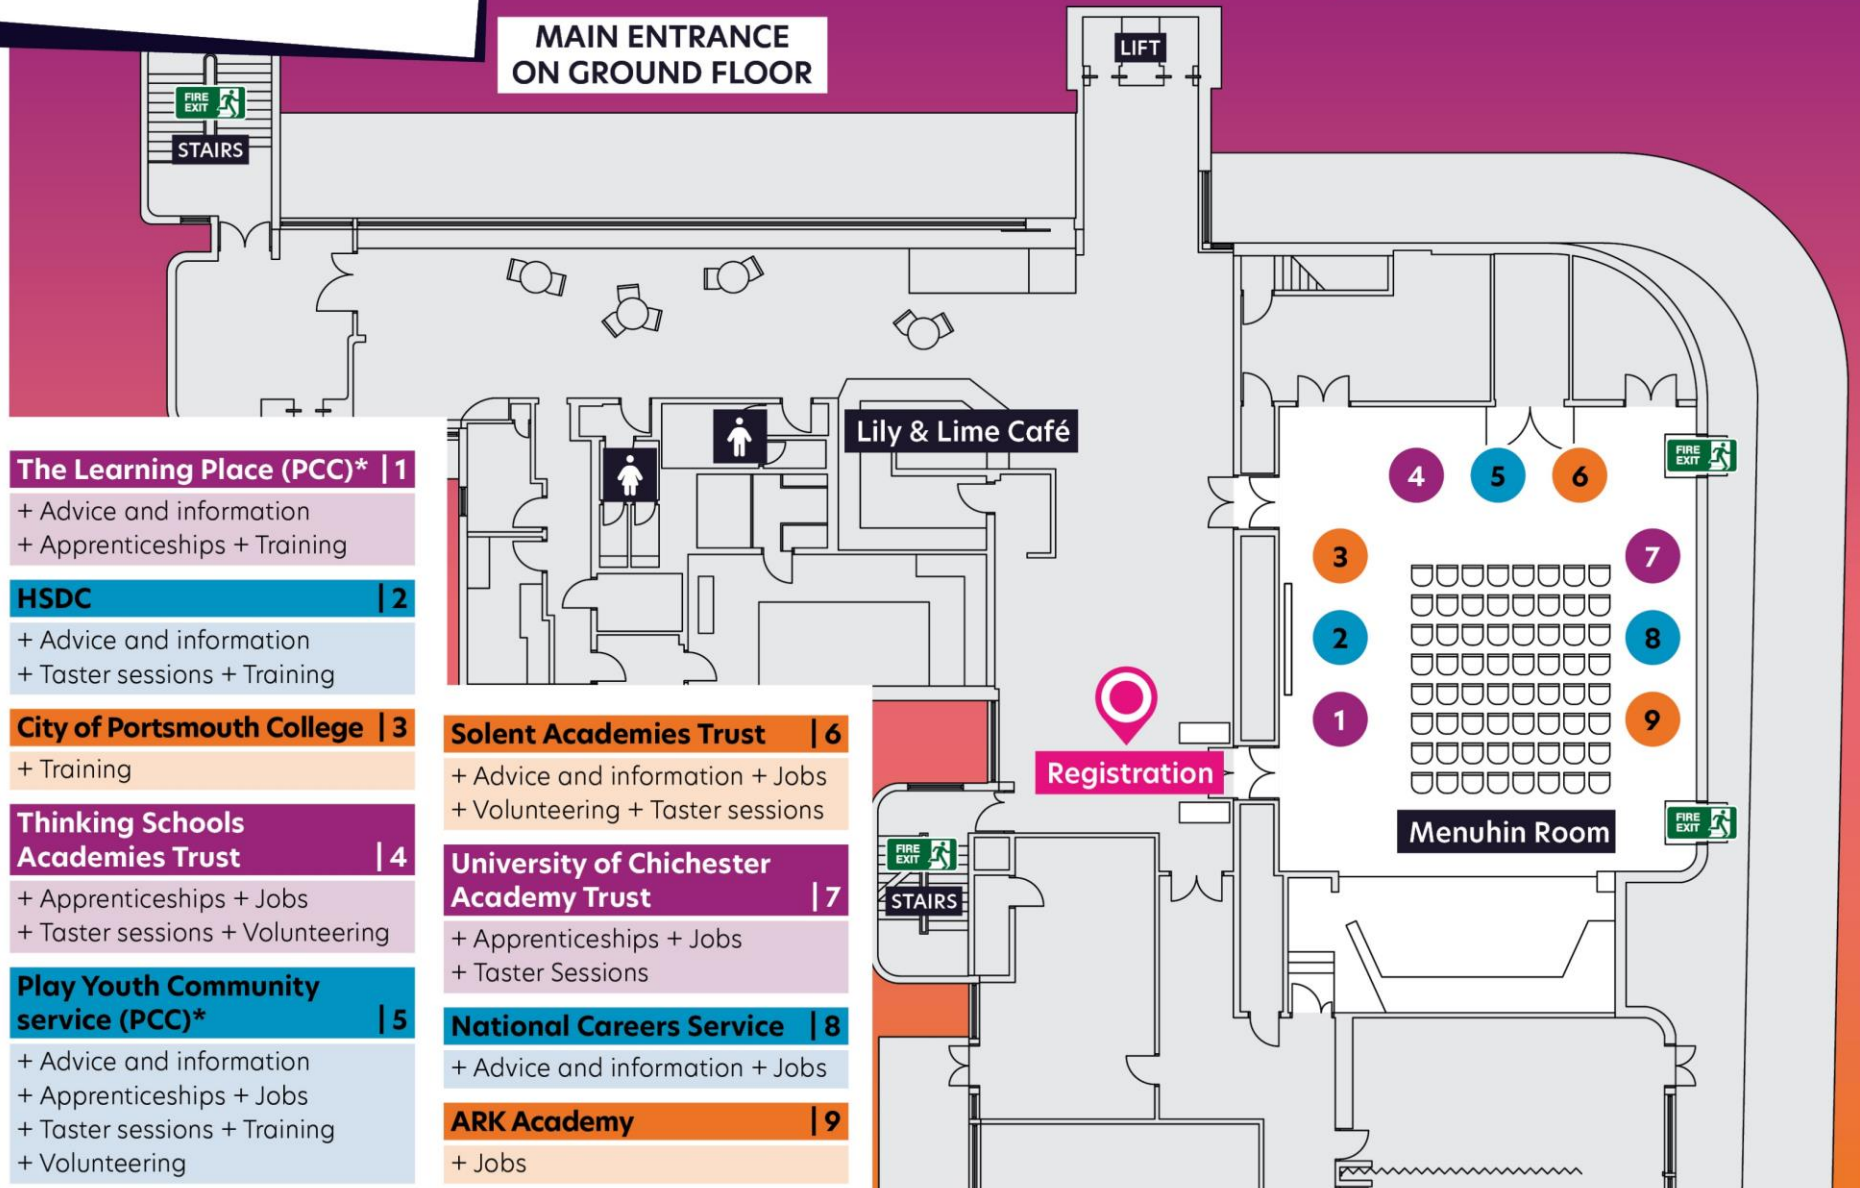 MAIN ENTRANCE
ON GROUND FLOOR
LIFT
FIRE
EXIT
STAIRS
Lily & Lime Café
FIRE
EXIT
4
5
6
3
7
2
8
1
9
Registration
Menuhin Room
FIRE
EXIT
FIRE
EXIT
STAIRS
The Learning Place (PCC)* | 1
+ Advice and information
+ Apprenticeships + Training
HSDC | 2
+ Advice and information
+ Taster sessions + Training
City of Portsmouth College | 3
+ Training
Thinking Schools
Academies Trust | 4
+ Apprenticeships + Jobs
+ Taster sessions + Volunteering
Play Youth Community
service (PCC)* | 5
+ Advice and information
+ Apprenticeships + Jobs
+ Taster sessions + Training
+ Volunteering
Solent Academies Trust | 6
+ Advice and information + Jobs
+ Volunteering + Taster sessions
University of Chichester
Academy Trust | 7
+ Apprenticeships + Jobs
+ Taster Sessions
National Careers Service | 8
+ Advice and information + Jobs
ARK Academy | 9
+ Jobs